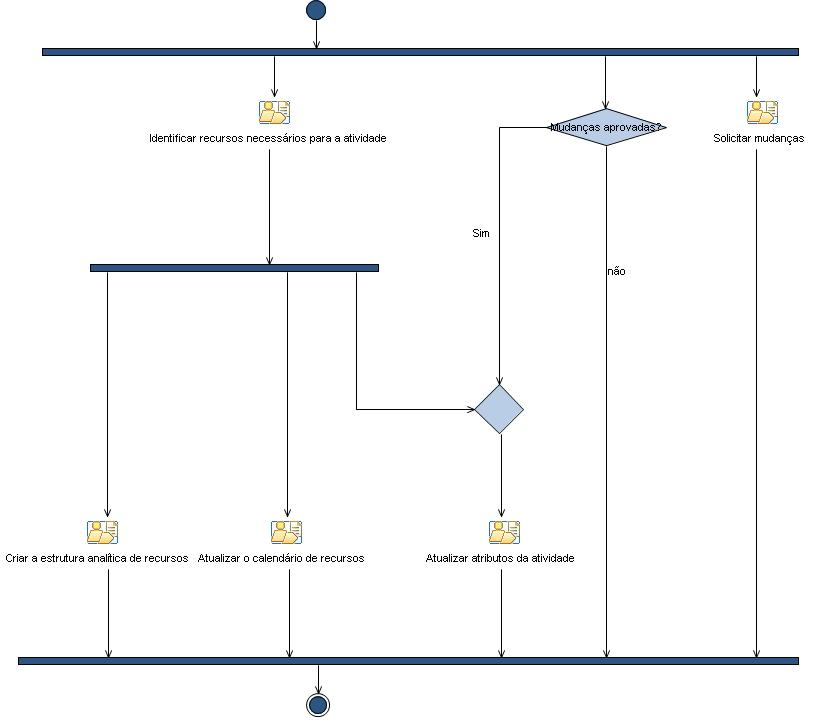 Mudanças aprovadas?
Identificar recursos necessários para a atividade
Solicitar mudanças
Sim
não
Criar a estrutura analítica de recursos
Atualizar o calendário de recursos
Atualizar atributos da atividade